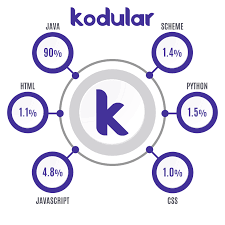 kodular
JAVA
SCHEME
90%
1.4%
HTML
PYTHON
1.1%
k
1.5%
4.8%
1.0%
JAVASCRIPT
CSS